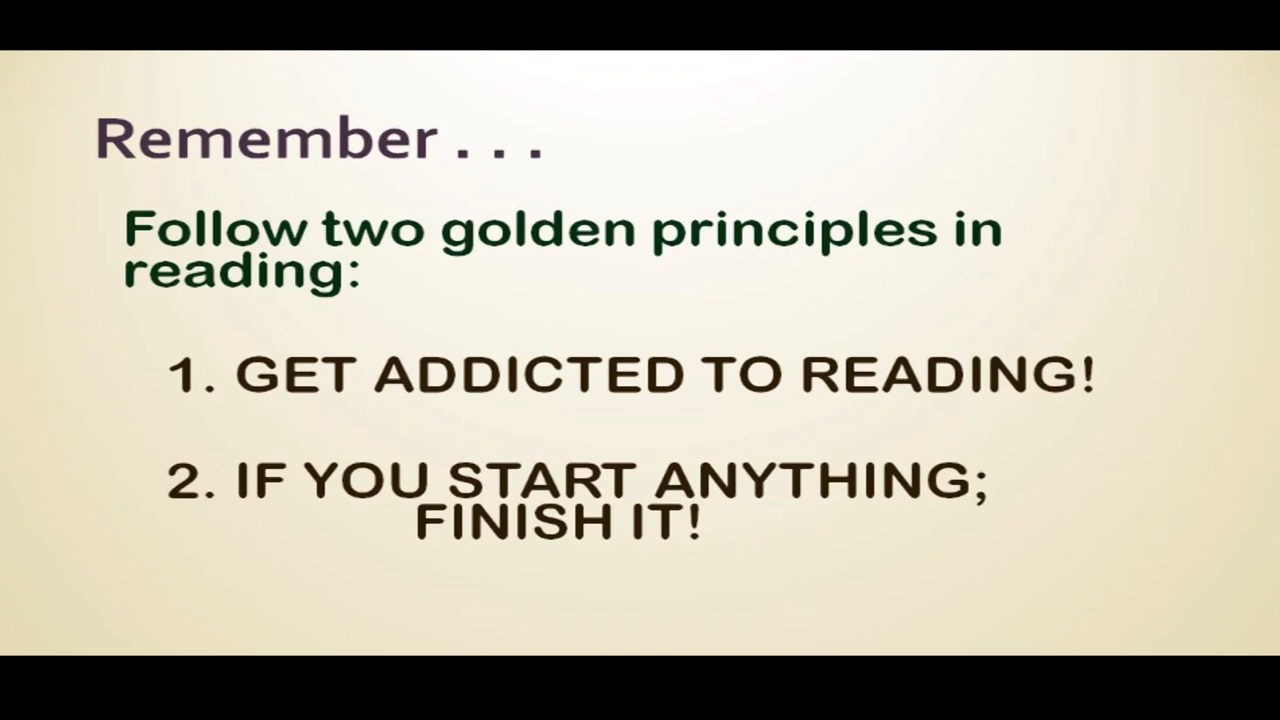 Remember . . .
Follow two golden principles in
reading:
1. GET ADDICTED TO READING!
2. IF YOU START ANYTHING;
FINISH IT!